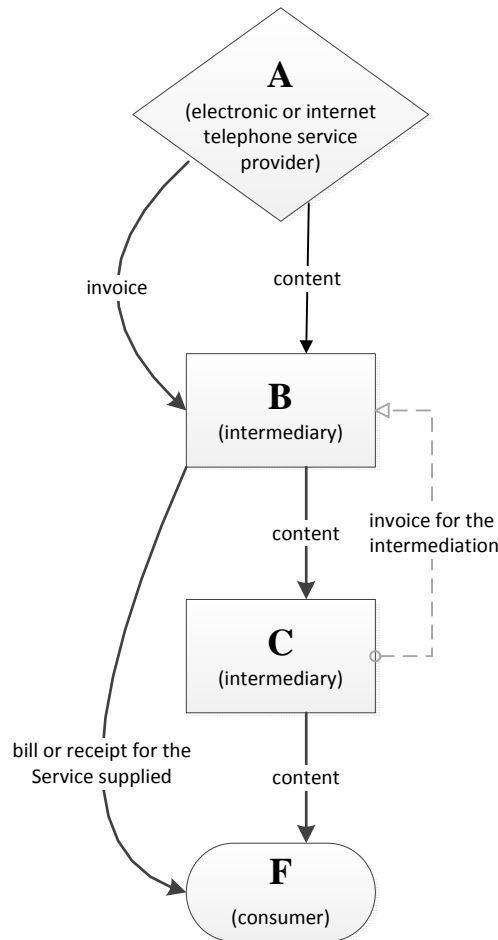 A
(electronic or internet
telephone service
provider)
invoice
content
B
(intermediary)
content
invoice for the
intermediation
C
(intermediary)
bill or receipt for the
Service supplied
content
F
(consumer)